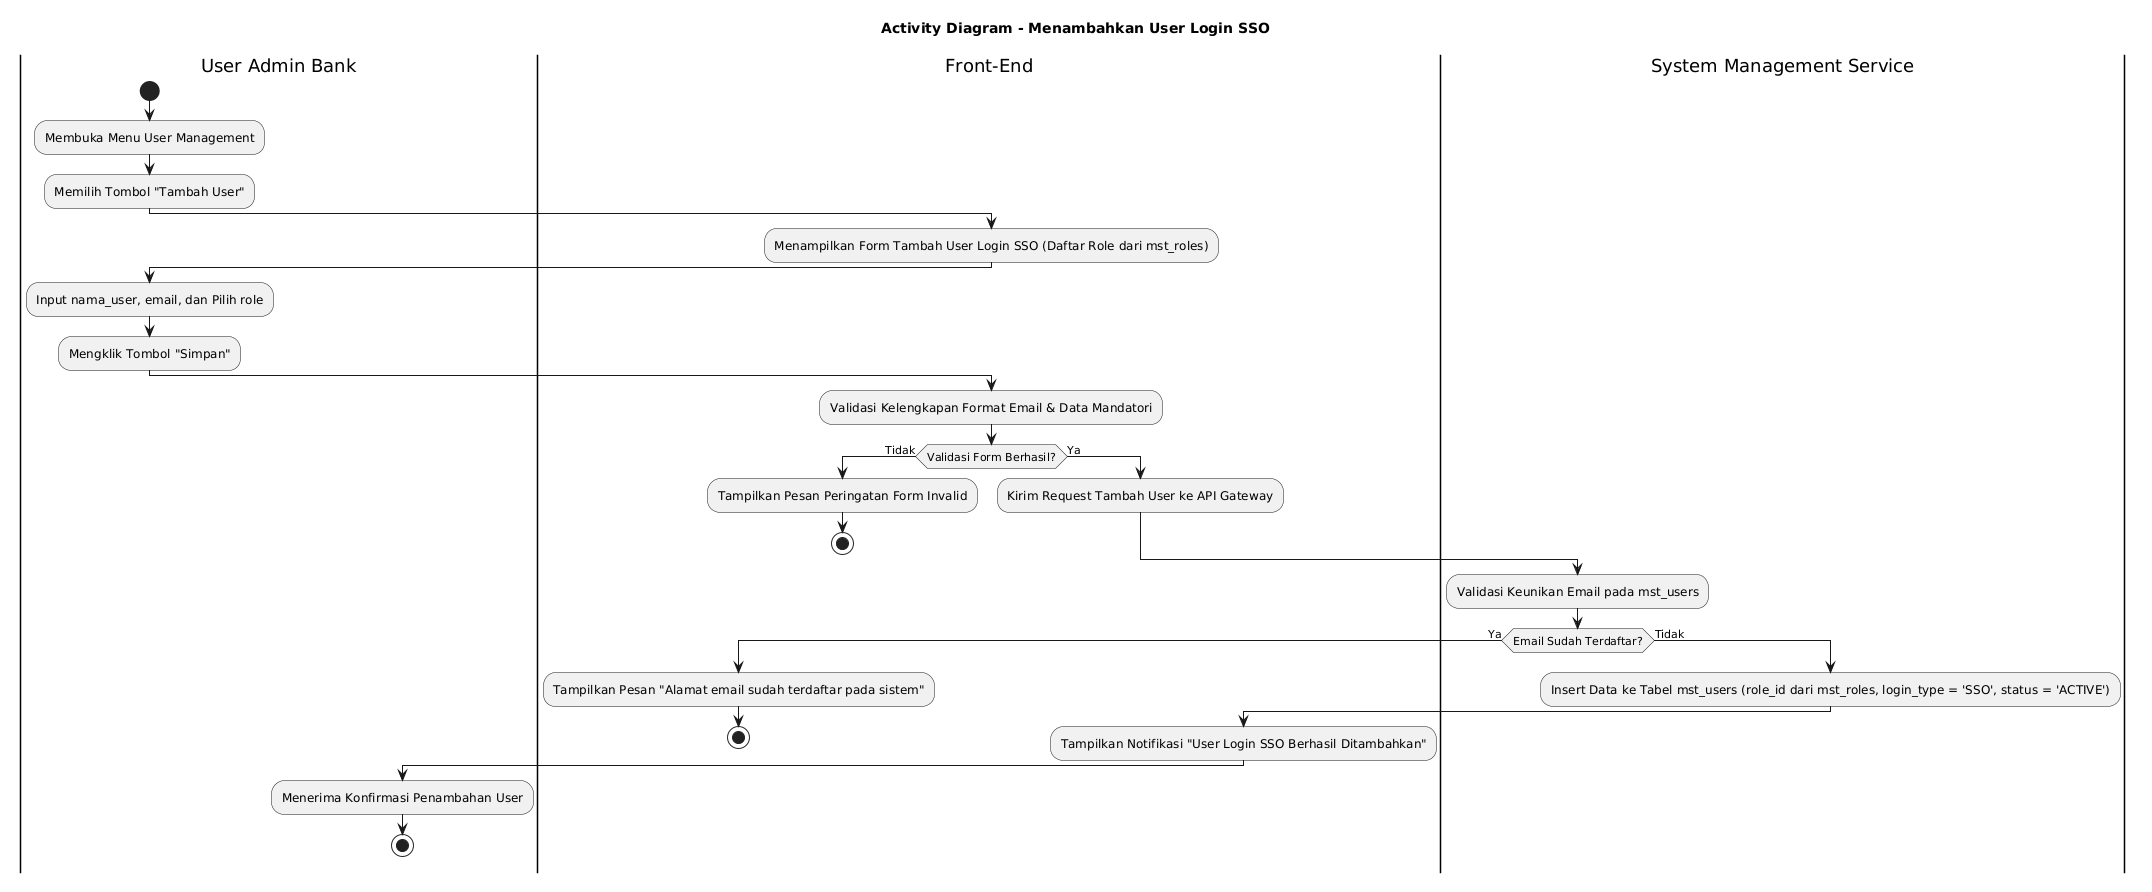 Activity Diagram - Menambahkan User Login SSO
User Admin Bank
Front-End
System Management Service
Membuka Menu User Management
Memilih Tombol "Tambah User"
Menampilkan Form Tambah User Login SSO (Daftar Role dari mst_roles)
Input nama_user, email, dan Pilih role
Mengklik Tombol "Simpan"
Validasi Kelengkapan Format Email & Data Mandatori
Tidak
Validasi Form Berhasil?
Ya
Tampilkan Pesan Peringatan Form Invalid
Kirim Request Tambah User ke API Gateway
Validasi Keunikan Email pada mst_users
Ya
Email Sudah Terdaftar?
Tidak
Tampilkan Pesan "Alamat email sudah terdaftar pada sistem"
Insert Data ke Tabel mst_users (role_id dari mst_roles, login_type = 'SSO', status = 'ACTIVE')
Tampilkan Notifikasi "User Login SSO Berhasil Ditambahkan"
Menerima Konfirmasi Penambahan User